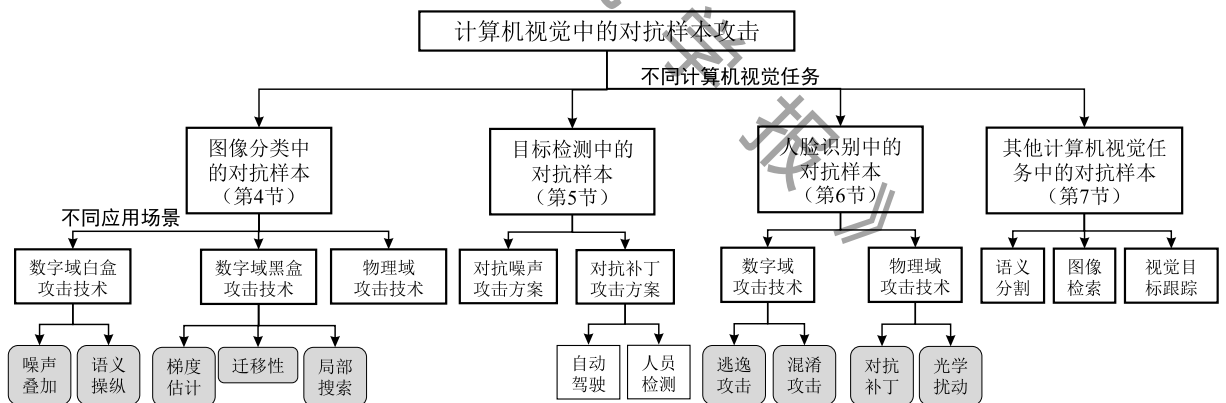 计算机视觉中的对抗样本攻击
学
报
》
不同计算机视觉任务
图像分类中
的对抗样本
（第4节）
目标检测中的
对抗样本
（第5节）
人脸识别中的
对抗样本
（第6节）
其他计算机视觉任
务中的对抗样本
（第7节）
不同应用场景
数字域白盒
攻击技术
数字域黑盒
攻击技术
物理域
攻击技术
对抗噪声
攻击方案
对抗补丁
攻击方案
数字域
攻击技术
物理域
攻击技术
语义
分割
图像
检索
视觉目
标跟踪
噪声
叠加
语义
操纵
梯度
估计
迁移性
局部
搜索
自动
驾驶
人员
检测
逃逸
攻击
混淆
攻击
对抗
补丁
光学
扰动